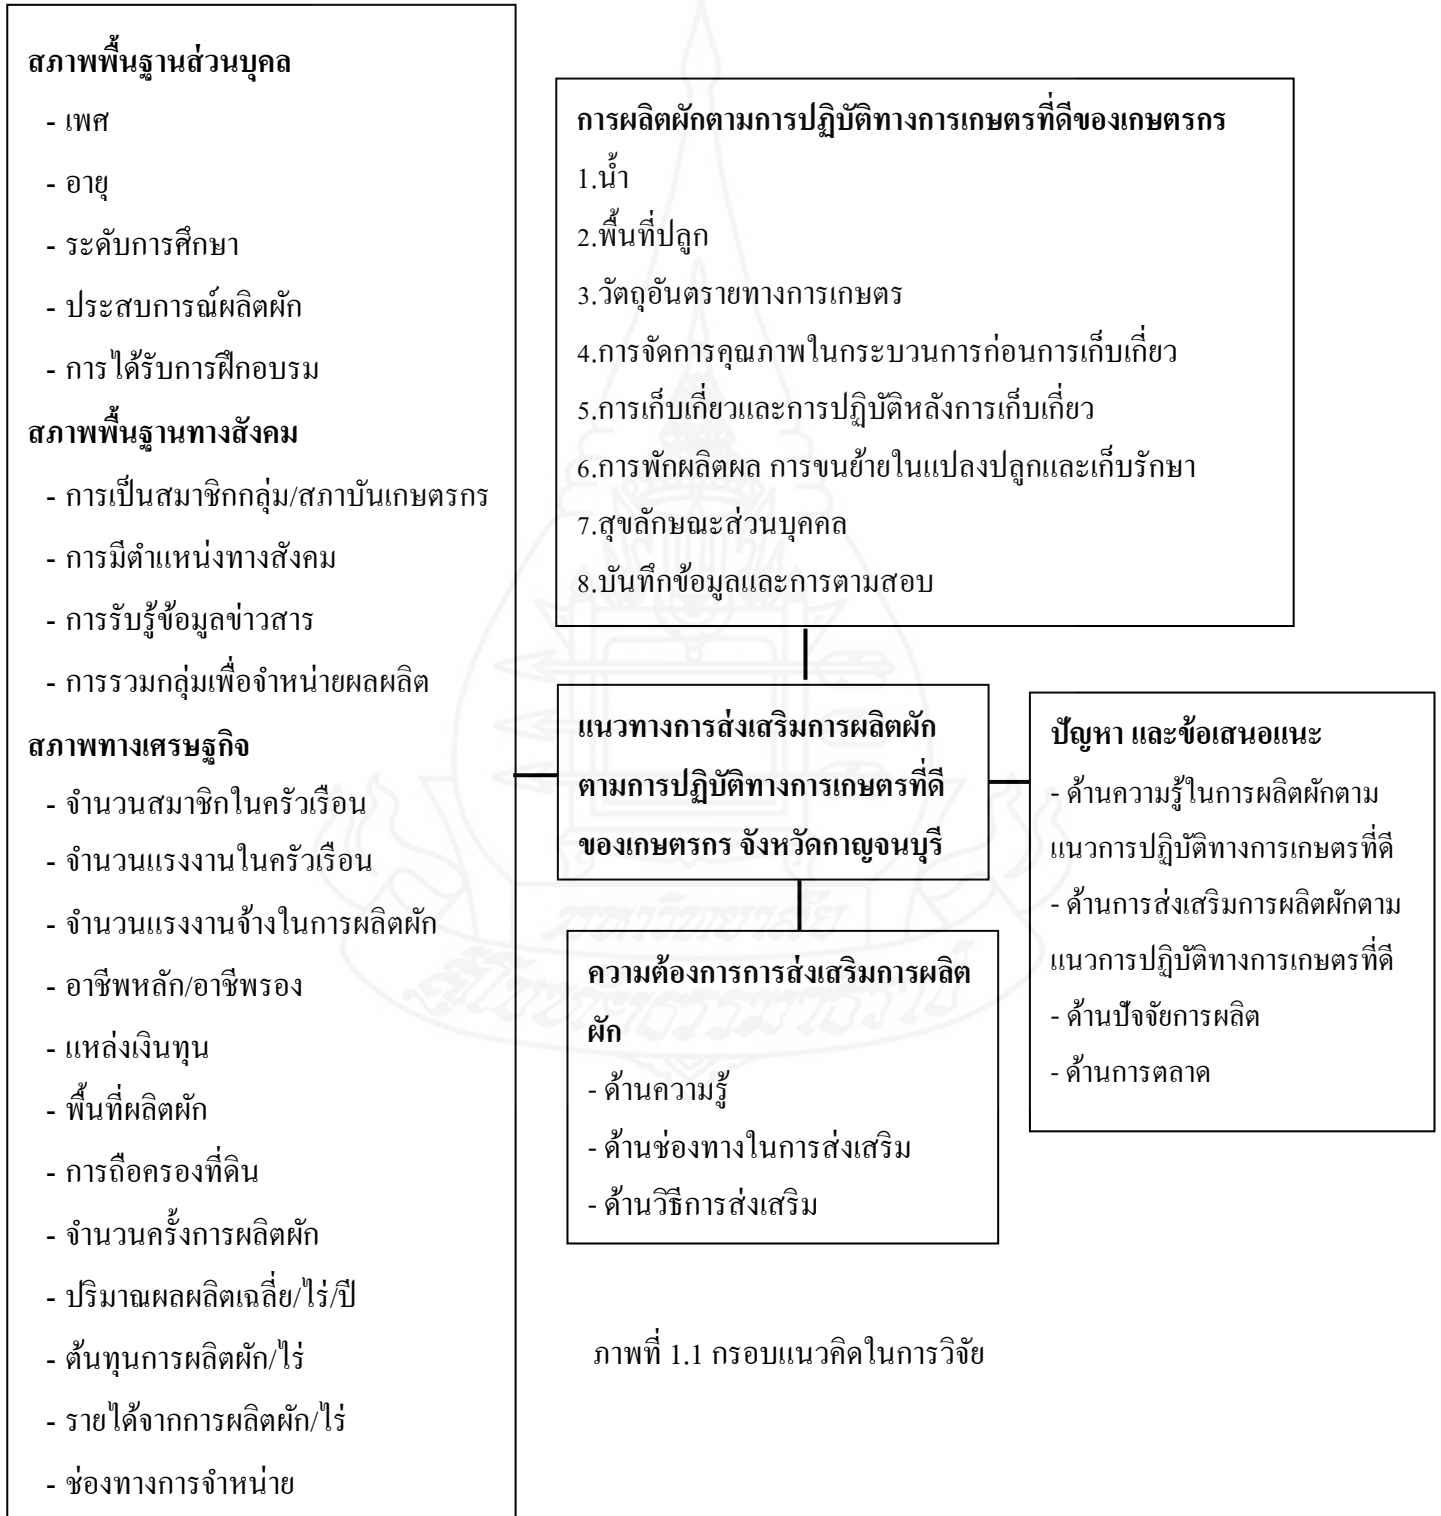 สภาพพื้นฐานส่วนบุคล
- เพศ
- อายุ
- ระดับการศึกษา
- ประสบการณ์ผลิตผัก
- การได้รับการฝึกอบรม
สภาพพื้นฐานทางสังคม
- การเป็นสมาชิกกลุ่ม/สภาบันเกษตรกร
- การมีตำแหน่งทางสังคม
- การรับรู้ข้อมูลข่าวสาร
- การรวมกลุ่มเพื่อจำหน่ายผลผลิต
สภาพทางเศรษฐกิจ
- จำนวนสมาชิกในครัวเรือน
- จำนวนแรงงานในครัวเรือน
- จำนวนแรงงานจ้างในการผลิตผัก
- อาชีพหลัก/อาชีพรอง
- แหล่งเงินทุน
- พื้นที่ผลิตผัก
- การถือครองที่ดิน
- จำนวนครั้งการผลิตผัก
- ปริมาณผลผลิตเฉลี่ย/ไร่/ปี
- ต้นทุนการผลิตผัก/ไร่
- รายได้จากการผลิตผัก/ไร่
- ช่องทางการจำหน่าย
การผลิตผักตามการปฏิบัติทางการเกษตรที่ดีของเกษตรกร
1.น้ำ
2.พื้นที่ปลูก
3.วัตถุอันตรายทางการเกษตร
4.การจัดการคุณภาพในกระบวนการก่อนการเก็บเกี่ยว
5.การเก็บเกี่ยวและการปฏิบัติหลังการเก็บเกี่ยว
6.การพักผลิตผล การขนย้ายในแปลงปลูกและเก็บรักษา
7.สุขลักษณะส่วนบุคคล
8.บันทึกข้อมูลและการตามสอบ
แนวทางการส่งเสริมการผลิตผัก
ตามการปฏิบัติทางการเกษตรที่ดี
ของเกษตรกร จังหวัดกาญจนบุรี
ความต้องการการส่งเสริมการผลิต
ผัก
- ด้านความรู้
- ด้านช่องทางในการส่งเสริม
- ด้านวิธีการส่งเสริม
ปัญหา และข้อเสนอแนะ
- ด้านความรู้ในการผลิตผักตาม
แนวการปฏิบัติทางการเกษตรที่ดี
- ด้านการส่งเสริมการผลิตผักตาม
แนวการปฏิบัติทางการเกษตรที่ดี
- ด้านปัจจัยการผลิต
- ด้านการตลาด
ภาพที่ 1.1 กรอบแนวคิดในการวิจัย
มหาวิทยาลัย
สุโขทัยธรรมาธิราช